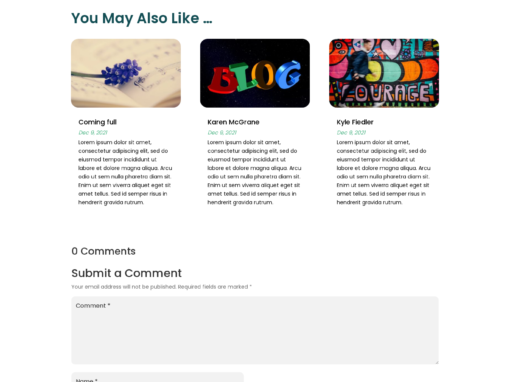 You May Also Like ...
BLOG
COURAGE
Coming full
Dec 9, 2021
Lorem ipsum dolor sit amet,
consectetur adipiscing elit, sed do
eiusmod tempor incididunt ut
labore et dolore magna aliqua. Arcu
odio ut sem nulla pharetra diam sit.
Enim ut sem viverra aliquet eget sit
amet tellus. Sed id semper risus in
hendrerit gravida rutrum.
Karen McGrane
Dec 9, 2021
Lorem ipsum dolor sit amet,
consectetur adipiscing elit, sed do
eiusmod tempor incididunt ut
labore et dolore magna aliqua. Arcu
odio ut sem nulla pharetra diam sit.
Enim ut sem viverra aliquet eget sit
amet tellus. Sed id semper risus in
hendrerit gravida rutrum.
Kyle Fiedler
Dec 9, 2021
Lorem ipsum dolor sit amet,
consectetur adipiscing elit, sed do
eiusmod tempor incididunt ut
labore et dolore magna aliqua. Arcu
odio ut sem nulla pharetra diam sit.
Enim ut sem viverra aliquet eget sit
amet tellus. Sed id semper risus in
hendrerit gravida rutrum.
0 Comments
Submit a Comment
Your email address will not be published. Required fields are marked *
Comment *
Name *